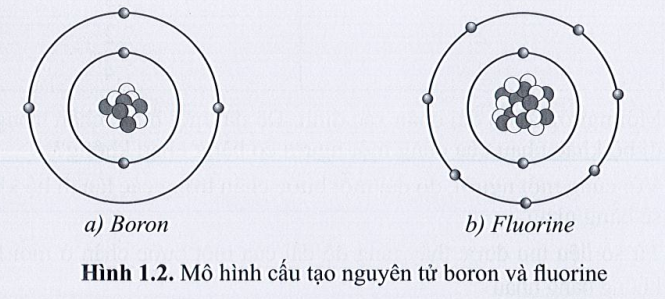 a) Boron
b) Fluorine
Hình 1.2. Mô hình cấu tạo nguyên tử boron và fluorine